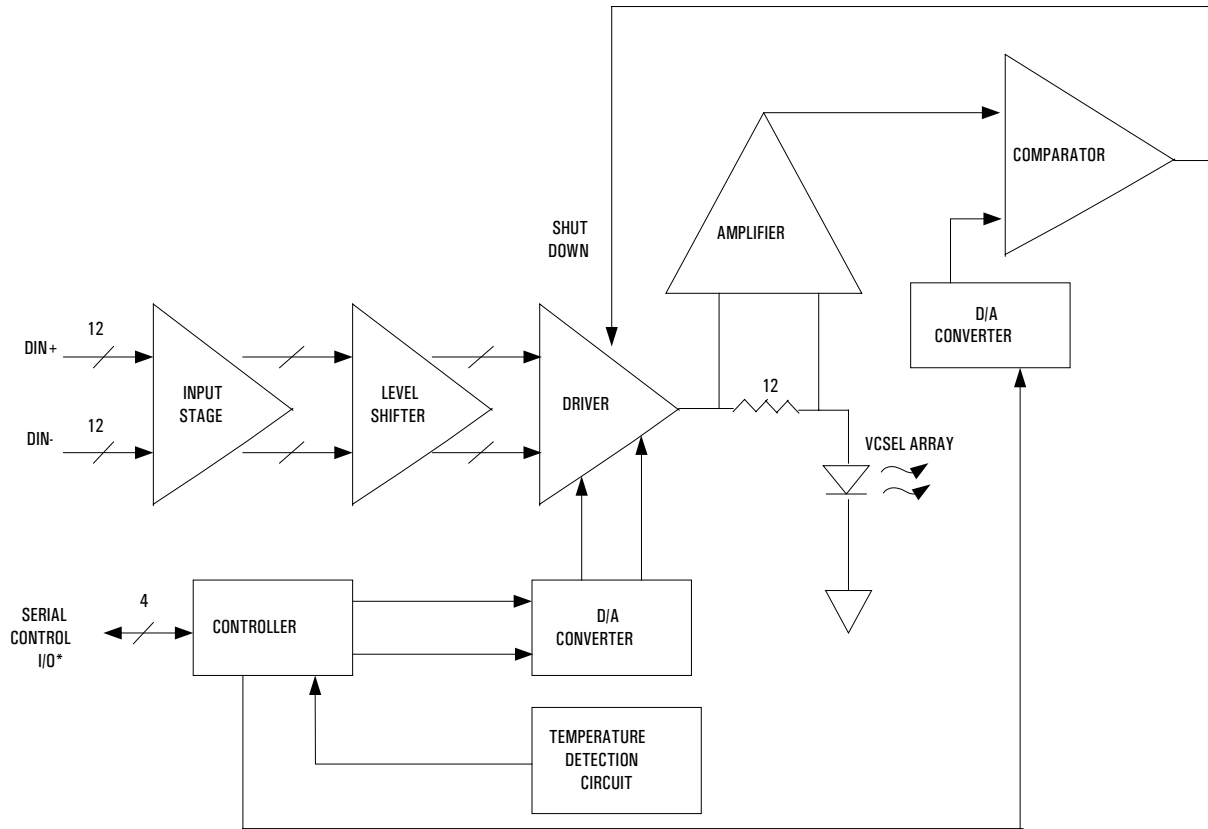 COMPARATOR
SHUT
DOWN
AMPLIFIER
D/A
CONVERTER
DIN+
12
INPUT
STAGE
LEVEL
SHIFTER
DRIVER
12
DIN-
12
VCSEL ARRAY
SERIAL
CONTROL
I/O*
4
CONTROLLER
D/A
CONVERTER
TEMPERATURE
DETECTION
CIRCUIT